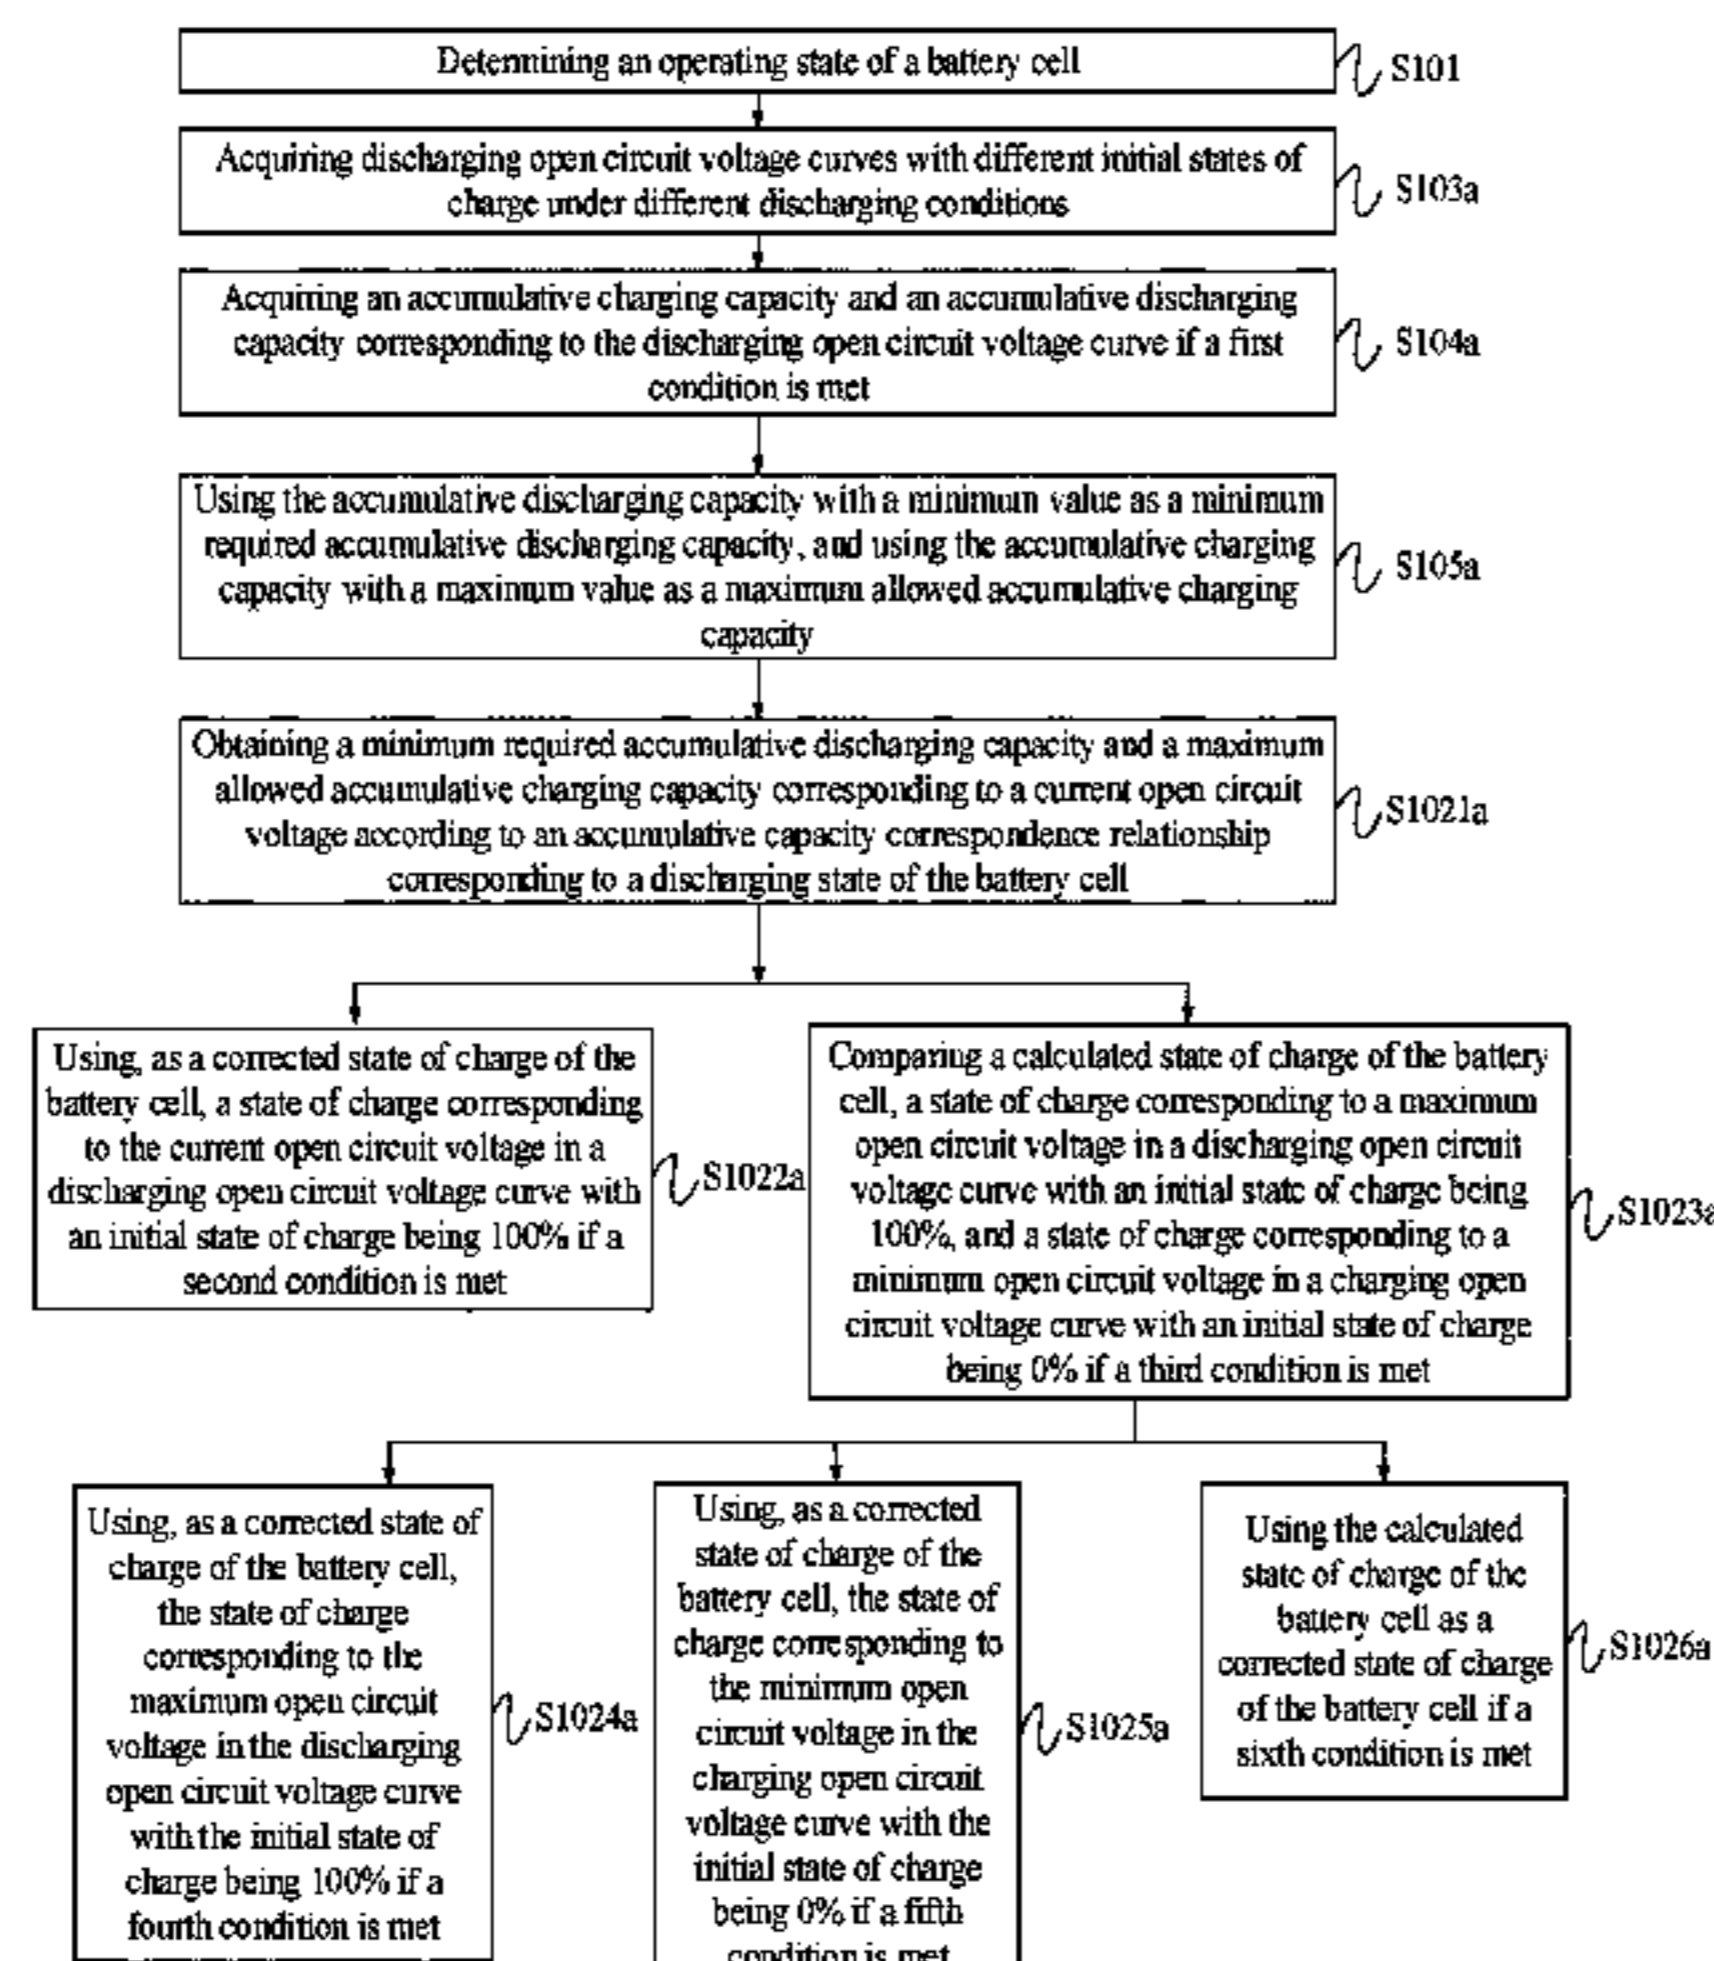 Determining an operating state of a battery cell
S101
Acquiring discharging open circuit voltage curves with different initial states of
charge under different discharging conditions
S103a
Acquiring an accumulative charging capacity and an accumulative discharging
capacity corresponding to the discharging open circuit voltage curve if a first
condition is met
S104a
Using the accumulative discharging capacity with a minimum value as a minimum
required accumulative discharging capacity, and using the accumulative charging
capacity with a maximum value as a maximum allowed accumulative charging
capacity
S105a
Obtaining a minimum required accumulative discharging capacity and a maximum
allowed accumulative charging capacity corresponding to a current open circuit
voltage according to an accumulative capacity correspondence relationship
corresponding to a discharging state of the battery cell
S1021a
Using, as a corrected state of charge of the
battery cell, a state of charge corresponding
to the current open circuit voltage in a
discharging open circuit voltage curve with
an initial state of charge being 100% if a
second condition is met
S1022a
Comparing a calculated state of charge of the battery
cell, a state of charge corresponding to a maximum
open circuit voltage in a discharging open circuit
voltage curve with an initial state of charge being
100%, and a state of charge corresponding to a
minimum open circuit voltage in a charging open
circuit voltage curve with an initial state of charge
being 0% if a third condition is met
S1023a
Using, as a corrected state of
charge of the battery cell,
the state of charge
corresponding to the
maximum open circuit
voltage in the discharging
open circuit voltage curve
with the initial state of
charge being 100% if a
fourth condition is met
S1024a
Using, as a corrected
state of charge of the
battery cell, the state of
charge corresponding to
the minimum open
circuit voltage in the
charging open circuit
voltage curve with the
initial state of charge
being 0% if a fifth
condition is met
S1025a
Using the calculated
state of charge of the
battery cell as a
corrected state of charge
of the battery cell if a
sixth condition is met
S1026a